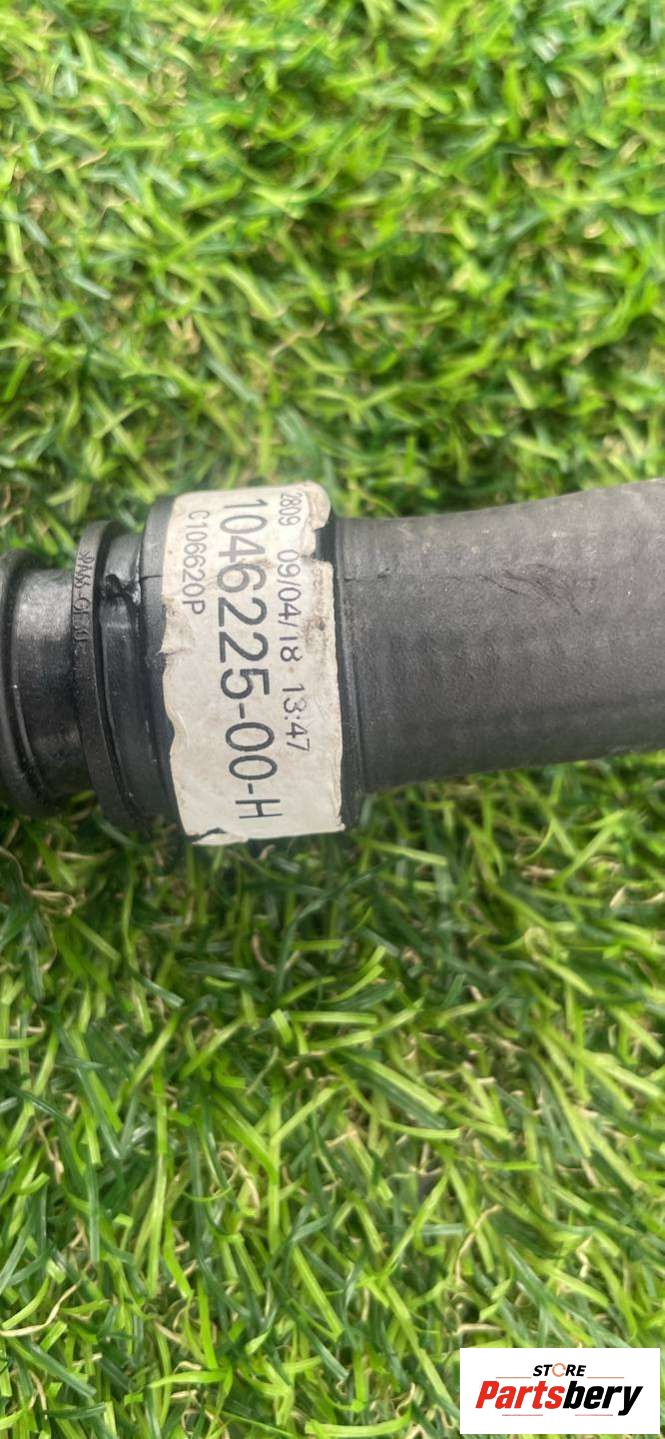 2809 09/04/18 13:47
1046225-00-H
C106620P
STORE
Partsbery